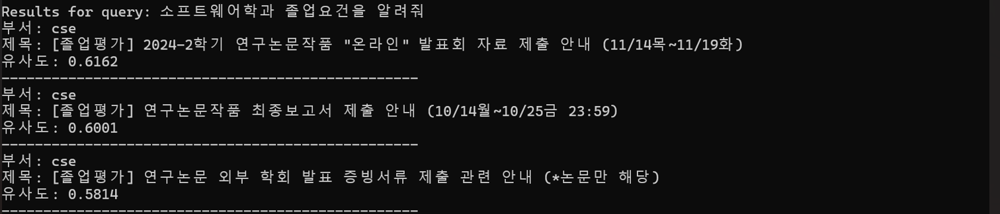 Results for query: 소프트웨어학과 졸업요건을 알려줘
부서: cse
제목: [졸업평가] 2024-2학기 연구논문작품 "온라인" 발표회 자료 제출 안내 (11/14목~11/19화)
유사도: 0.6162
--------------------------------------------------
부서: cse
제목: [졸업평가] 연구논문작품 최종보고서 제출 안내 (10/14월~10/25금 23:59)
유사도: 0.6001
--------------------------------------------------
부서: cse
제목: [졸업평가] 연구논문 외부 학회 발표 증빙서류 제출 관련 안내 (*논문만 해당)
유사도: 0.5814
--------------------------------------------------